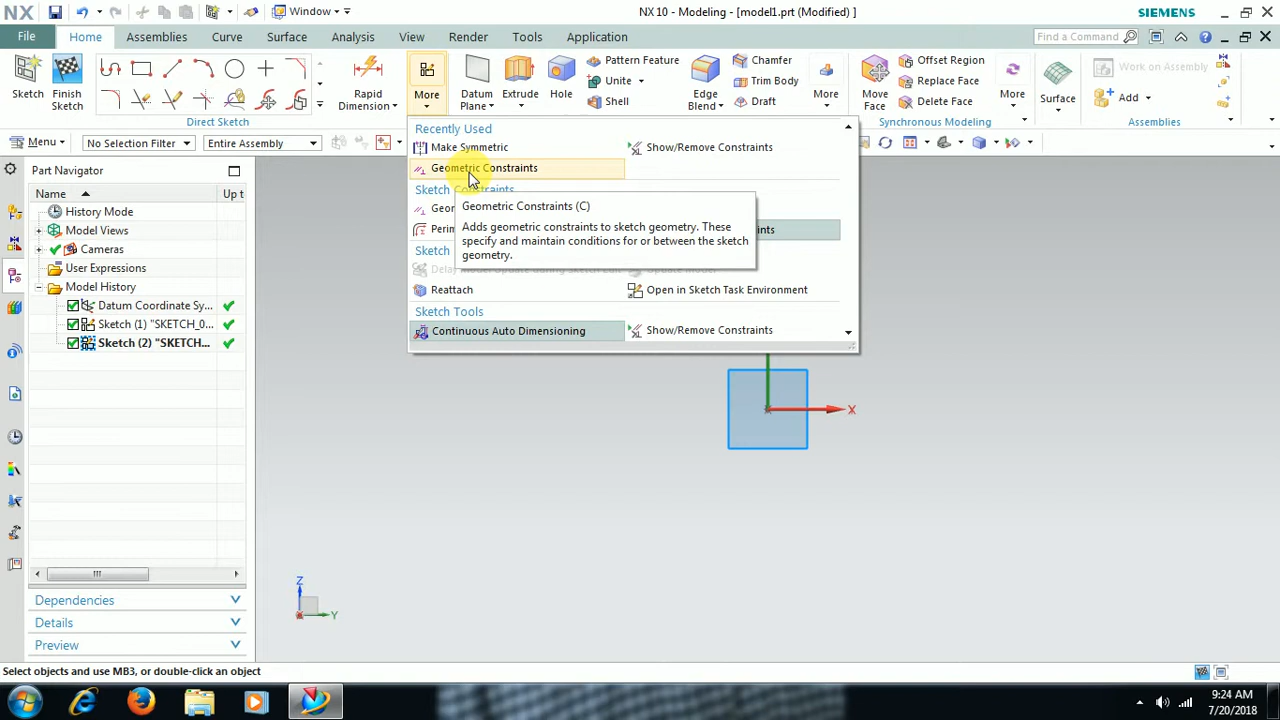 NX
Window
NX 10 - Modeling - [model1.prt (Modified) ]
SIEMENS
File
Home
Assemblies
Curve
Surface
Analysis
View
Render
Tools
Application
Find a Command
Sketch
Finish
Sketch
Rapid
Dimension
More
Datum
Plane
Extrude
Hole
Pattern Feature
Unite
Shell
Edge
Blend
Chamfer
Trim Body
Draft
More
Move
Face
Offset Region
Replace Face
Delete Face
More
Surface
Work on Assembly
Add
Direct Sketch
Synchronous Modeling
Menu
No Selection Filter
Entire Assembly
Recently Used
Make Symmetric
Show/Remove Constraints
Geometric Constraints
Sketch Constraints
Geo
Perim
ints
Sketch
Geometric Constraints (C)
Adds geometric constraints to sketch geometry. These
specify and maintain conditions for or between the sketch
geometry.
Reattach
Open in Sketch Task Environment
Sketch Tools
Continuous Auto Dimensioning
Show/Remove Constraints
Part Navigator
Name
Up t
History Mode
Model Views
Cameras
User Expressions
Model History
Datum Coordinate Sy...
Sketch (1) "SKETCH_0...
Sketch (2) "SKETCH...
Dependencies
Details
Preview
X
Z
Y
Select objects and use MB3, or double-click an object
9:24 AM
7/20/2018